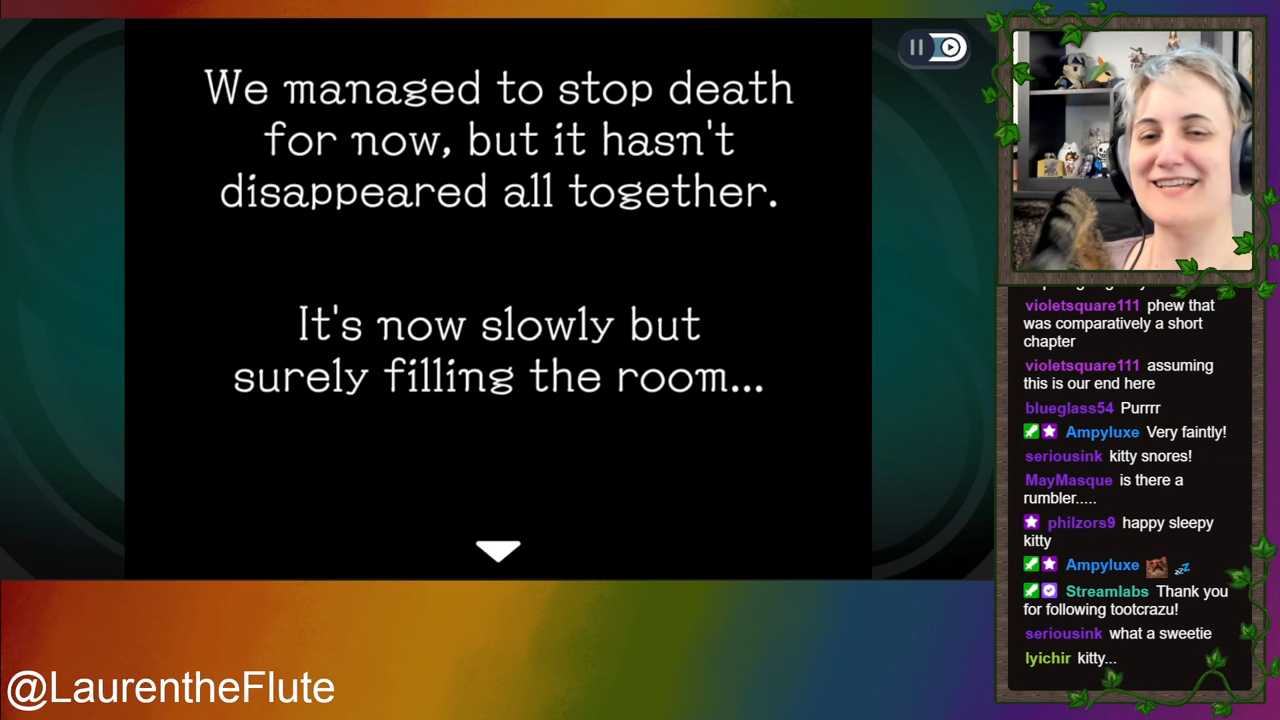 We managed to stop death
for now, but it hasn't
disappeared all together.
It's now slowly but
surely filling the room...
violetsquare111 phew that
was comparatively a short
chapter
violetsquare111 assuming
this is our end here
blueglass54 Purrrr
Ampyluxe Very faintly!
seriousink kitty snores!
MayMasque is there a
rumbler.....
philzors9 happy sleepy
kitty
Ampyluxe
Streamlabs Thank you
for following tootcrazu!
seriousink what a sweetie
lyichir kitty...
@LaurentheFlute